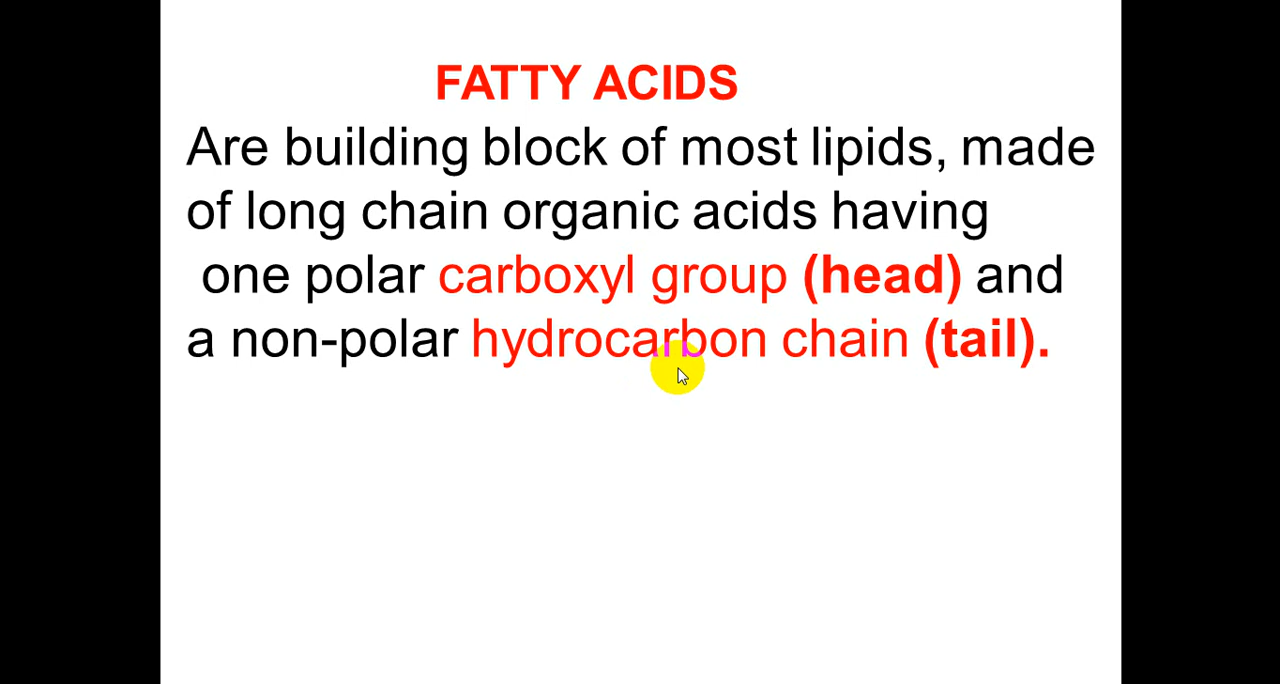 FATTY ACIDS
Are building block of most lipids, made
of long chain organic acids having
one polar carboxyl group (head) and
a non-polar hydrocarbon chain (tail).